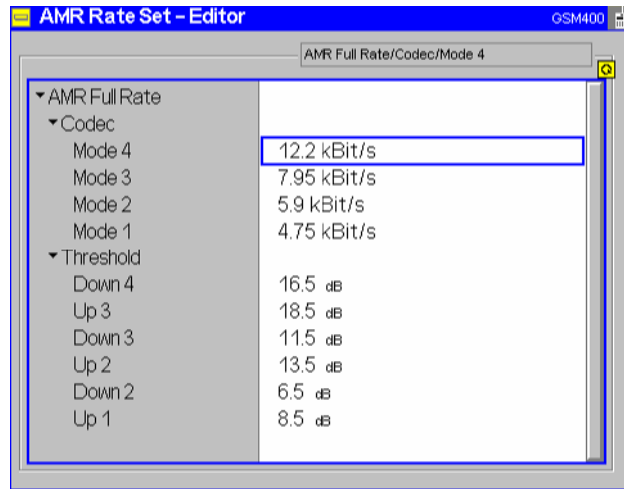 AMR Rate Set – Editor GSM400
AMR Full Rate/Codec/Mode 4
AMR Full Rate
Codec
Mode 4 12.2 kBit/s
Mode 3 7.95 kBit/s
Mode 2 5.9 kBit/s
Mode 1 4.75 kBit/s
Threshold
Down 4 16.5 dB
Up 3 18.5 dB
Down 3 11.5 dB
Up 2 13.5 dB
Down 2 6.5 dB
Up 1 8.5 dB